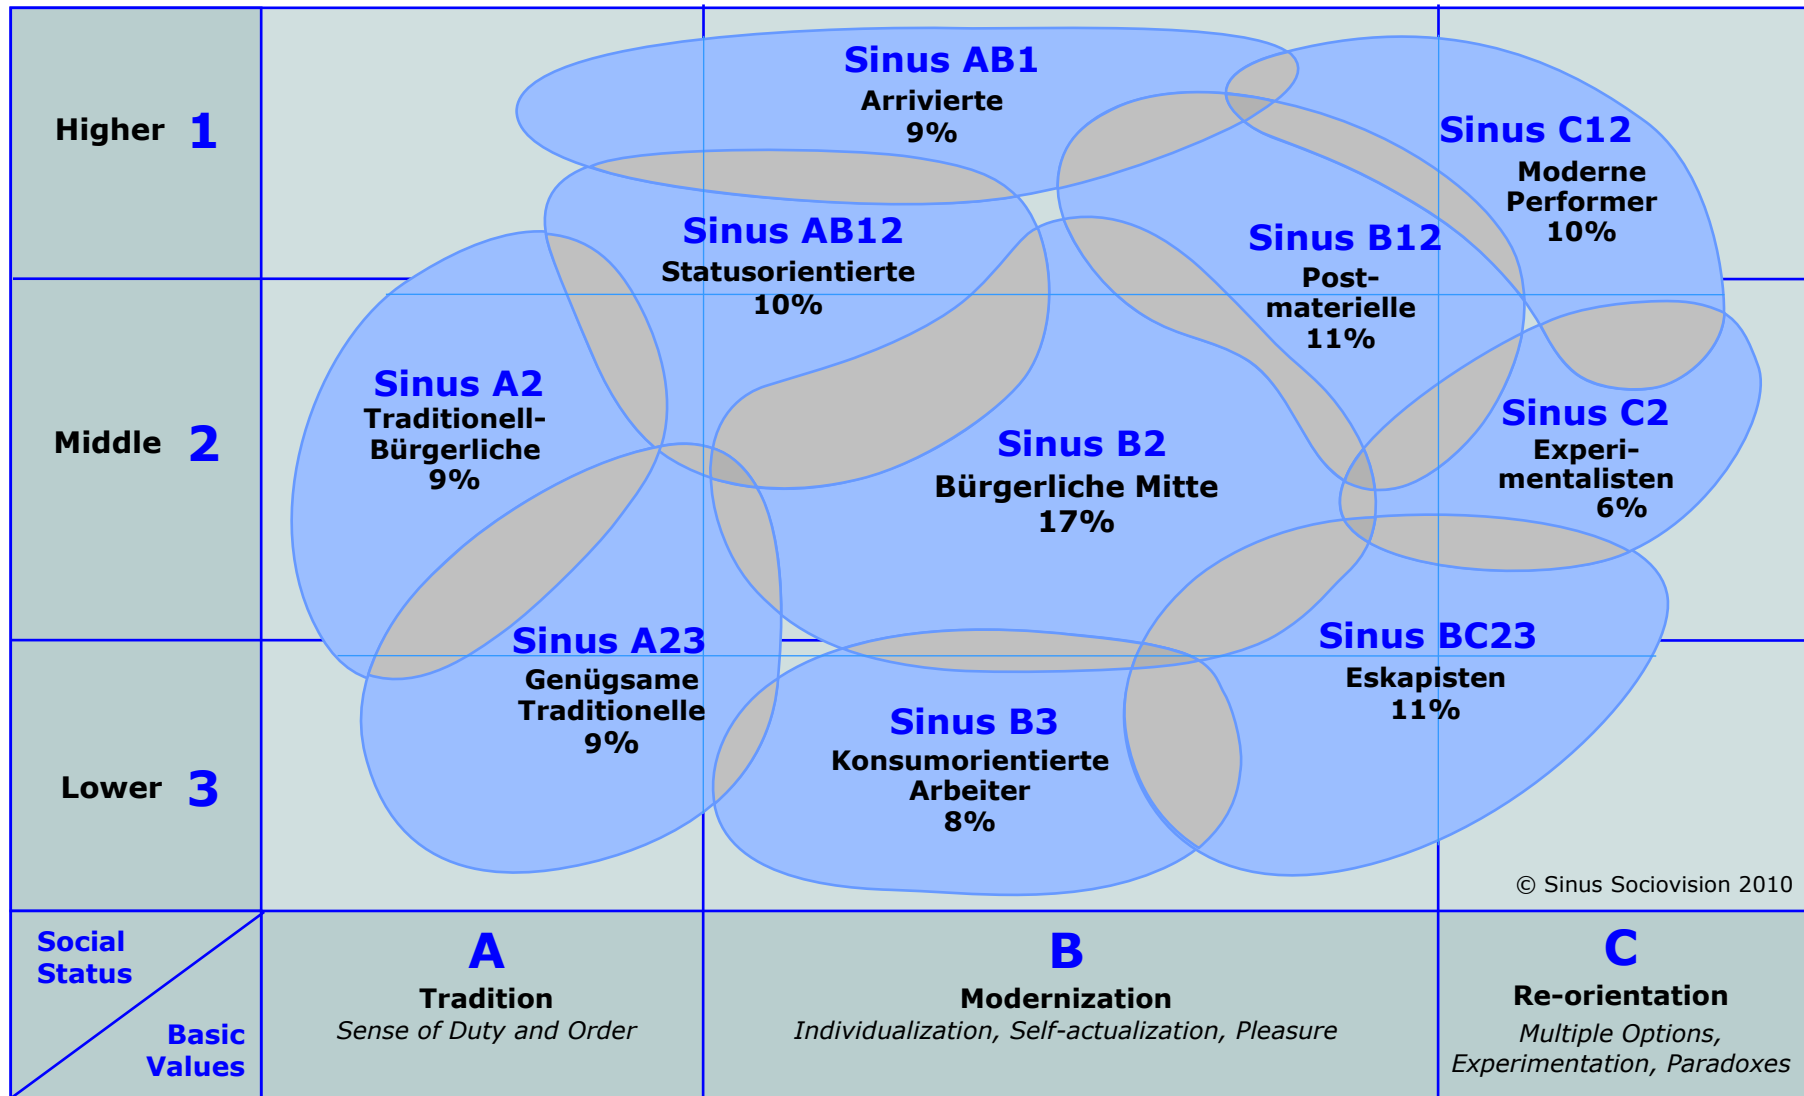 Sinus AB1
Arrivierte
9%
Higher 1
Sinus C12
Moderne
Performer
10%
Sinus AB12
Statusorientierte
10%
Sinus B12
Post-
materielle
11%
Sinus A2
Traditionell-
Bürgerliche
9%
Middle 2
Sinus B2
Bürgerliche Mitte
17%
Sinus C2
Experi-
mentalisten
6%
Sinus A23
Genügsame
Traditionelle
9%
Sinus BC23
Eskapisten
11%
Lower 3
Sinus B3
Konsumorientierte
Arbeiter
8%
© Sinus Sociovision 2010
Social
Status
Basic
Values
A
Tradition
Sense of Duty and Order
B
Modernization
Individualization, Self-actualization, Pleasure
C
Re-orientation
Multiple Options,
Experimentation, Paradoxes